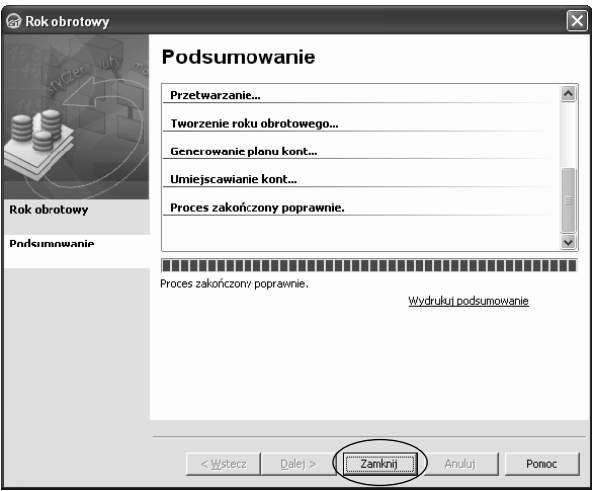 Rok obrotowy
Podsumowanie
Przetwarzanie...
Tworzenie roku obrotowego...
Generowanie planu kont...
Umiejscawianie kont...
Proces zakończony poprawnie.
Rok obrotowy
Podsumowanie
Proces zakończony poprawnie.
Wydrukuj podsumowanie
< Wstecz Dalej > Zamknij Anuluj Pomoc